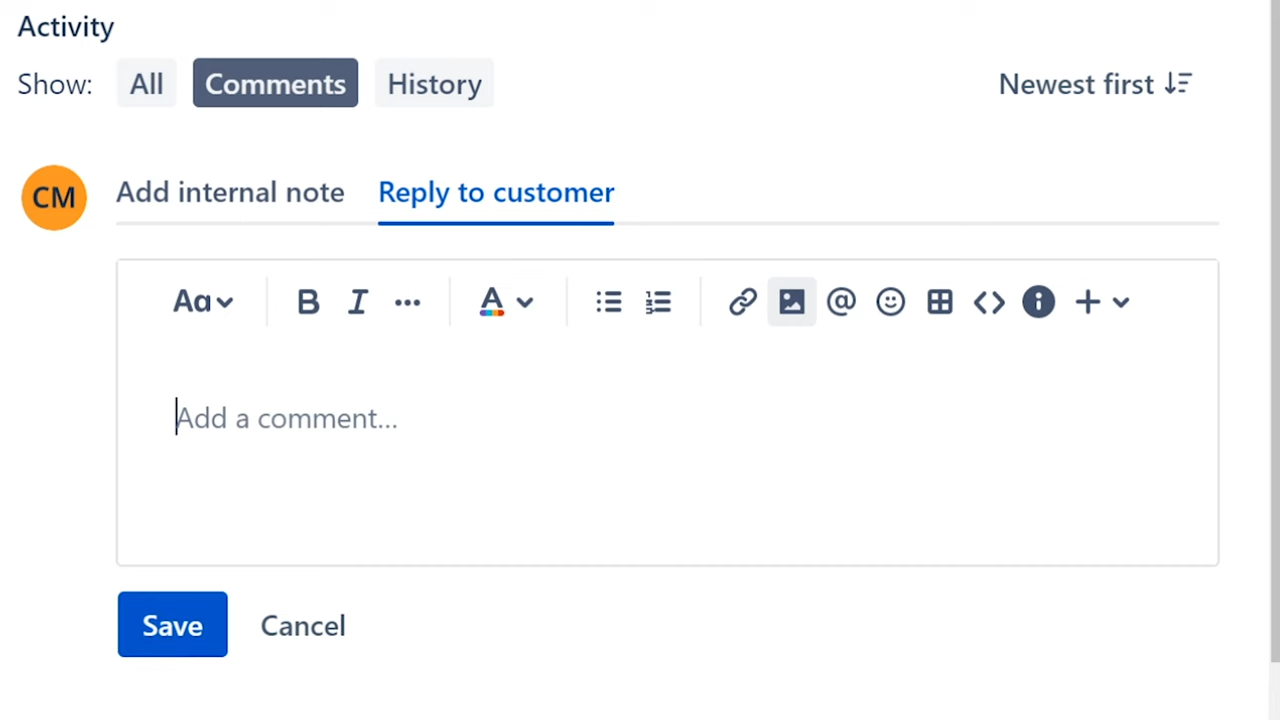 Activity
Show: All Comments History Newest first
CM Add internal note Reply to customer
Aa B I ... A @ +
Add a comment...
Save Cancel